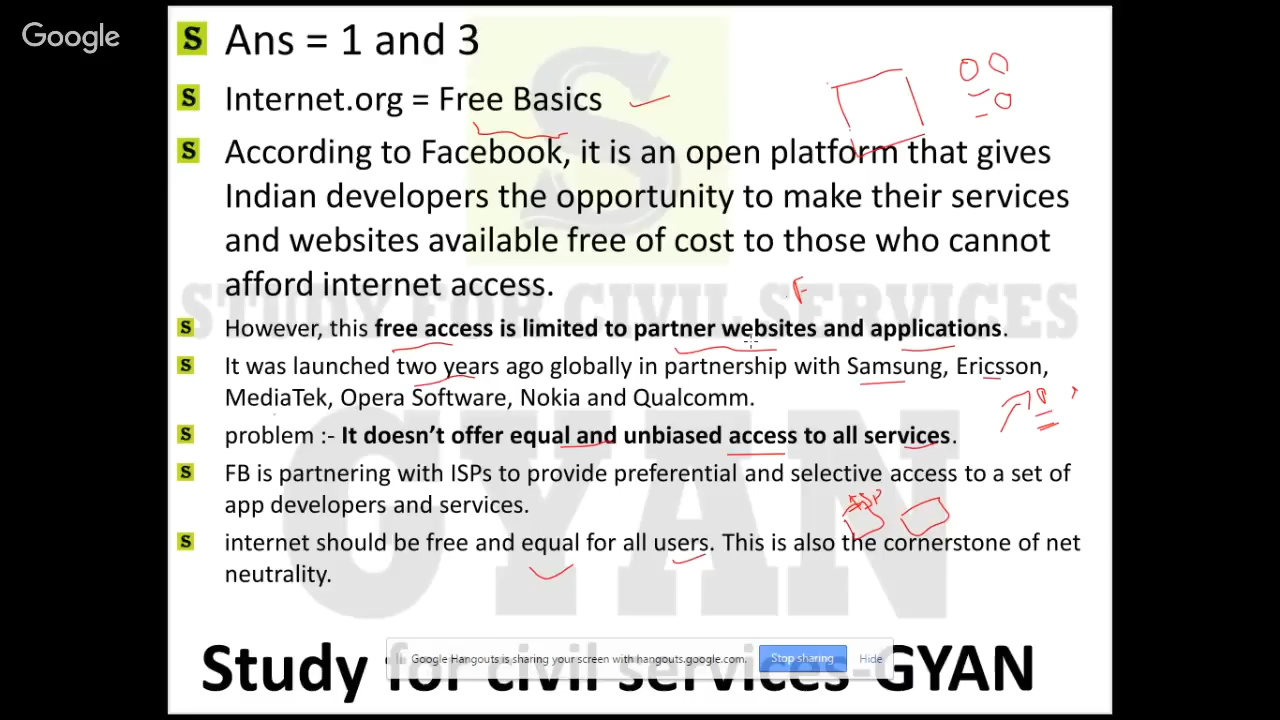 Google
S Ans = 1 and 3
S Internet.org = Free Basics
S According to Facebook, it is an open platform that gives
Indian developers the opportunity to make their services
and websites available free of cost to those who cannot
afford internet access.
F
STUDY FOR CIVIL SERVICES
S However, this free access is limited to partner websites and applications.
S It was launched two years ago globally in partnership with Samsung, Ericsson,
MediaTek, Opera Software, Nokia and Qualcomm.
S problem :- It doesn’t offer equal and unbiased access to all services.
S FB is partnering with ISPs to provide preferential and selective access to a set of
app developers and services.
ISP
S internet should be free and equal for all users. This is also the cornerstone of net
neutrality.
GYAN
Study for civil services-GYAN
Google Hangouts is sharing your screen with hangouts.google.com. Stop sharing Hide